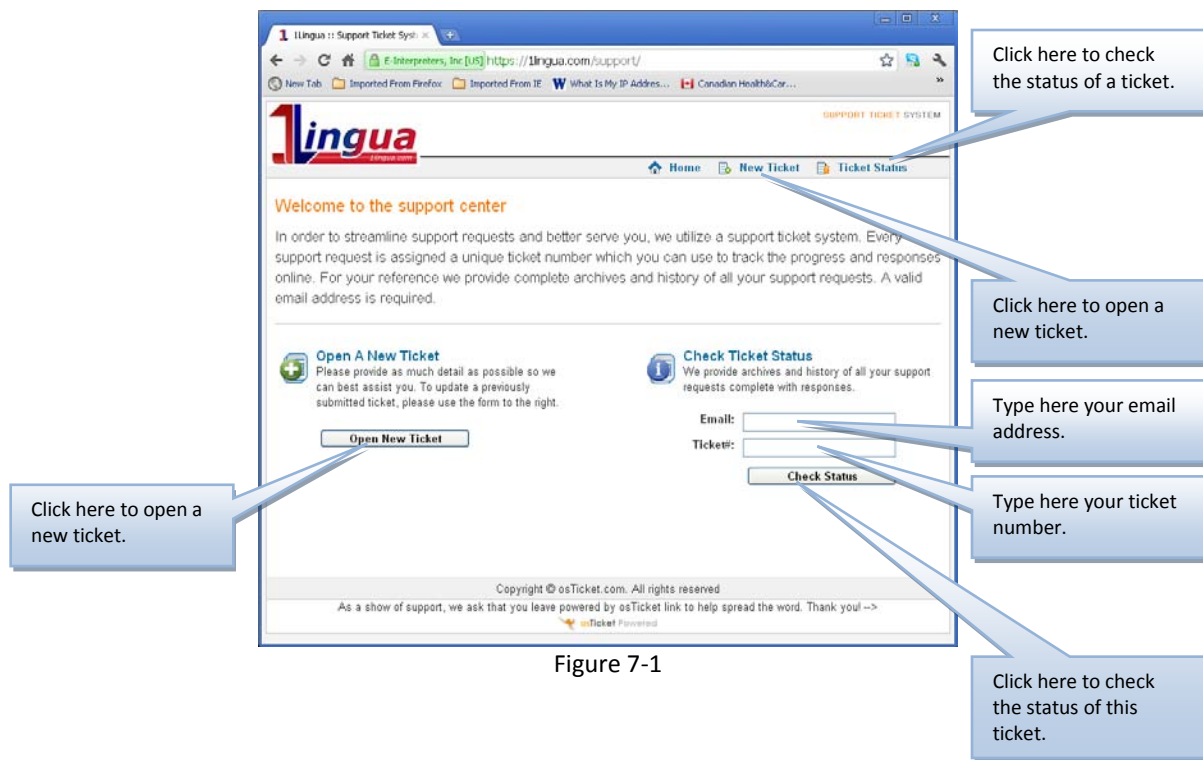 1 1Lingua :: Support Ticket Syst
E-Interpreters, Inc [US] https://1lingua.com/support/
New Tab Imported From Firefox Imported From IE W What Is My IP Addres... Canadian Health&Car... »
1lingua
1lingua.com
SUPPORT TICKET SYSTEM
Home New Ticket Ticket Status
Welcome to the support center
In order to streamline support requests and better serve you, we utilize a support ticket system. Every
support request is assigned a unique ticket number which you can use to track the progress and responses
online. For your reference we provide complete archives and history of all your support requests. A valid
email address is required.
Open A New Ticket
Please provide as much detail as possible so we
can best assist you. To update a previously
submitted ticket, please use the form to the right.
Open New Ticket
Check Ticket Status
We provide archives and history of all your support
requests complete with responses.
Email:
Ticket#:
Check Status
Copyright © osTicket.com. All rights reserved
As a show of support, we ask that you leave powered by osTicket link to help spread the word. Thank you! -->
osTicket Powered
Click here to check
the status of a ticket.
Click here to open a
new ticket.
Type here your email
address.
Type here your ticket
number.
Click here to check
the status of this
ticket.
Click here to open a
new ticket.
Figure 7-1